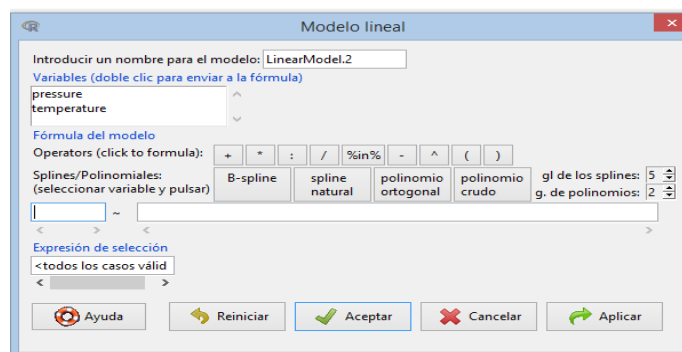 Modelo lineal
Introducir un nombre para el modelo: LinearModel.2
Variables (doble clic para enviar a la fórmula)
pressure
temperature
Fórmula del modelo
Operators (click to formula): + * : / %in% - ^ ( )
Splines/Polinomiales:
(seleccionar variable y pulsar)
B-spline
spline
natural
polinomio
ortogonal
polinomio
crudo
gl de los splines: 5
g. de polinomios: 2
~
Expresión de selección
<todos los casos válid
Ayuda Reiniciar Aceptar Cancelar Aplicar